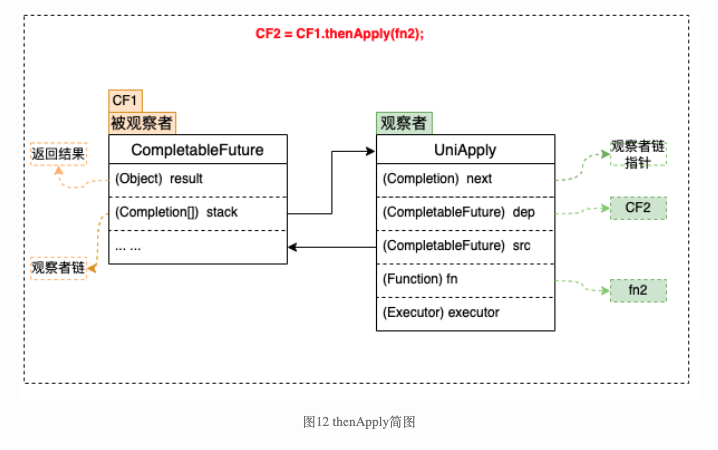 CF2 = CF1.thenApply(fn2);
CF1
被观察者
CompletableFuture
(Object) result
(Completion[]) stack
... ...
返回结果
观察者链
观察者
UniApply
(Completion) next
(CompletableFuture) dep
(CompletableFuture) src
(Function) fn
(Executor) executor
观察者链
指针
CF2
fn2
图12 thenApply简图